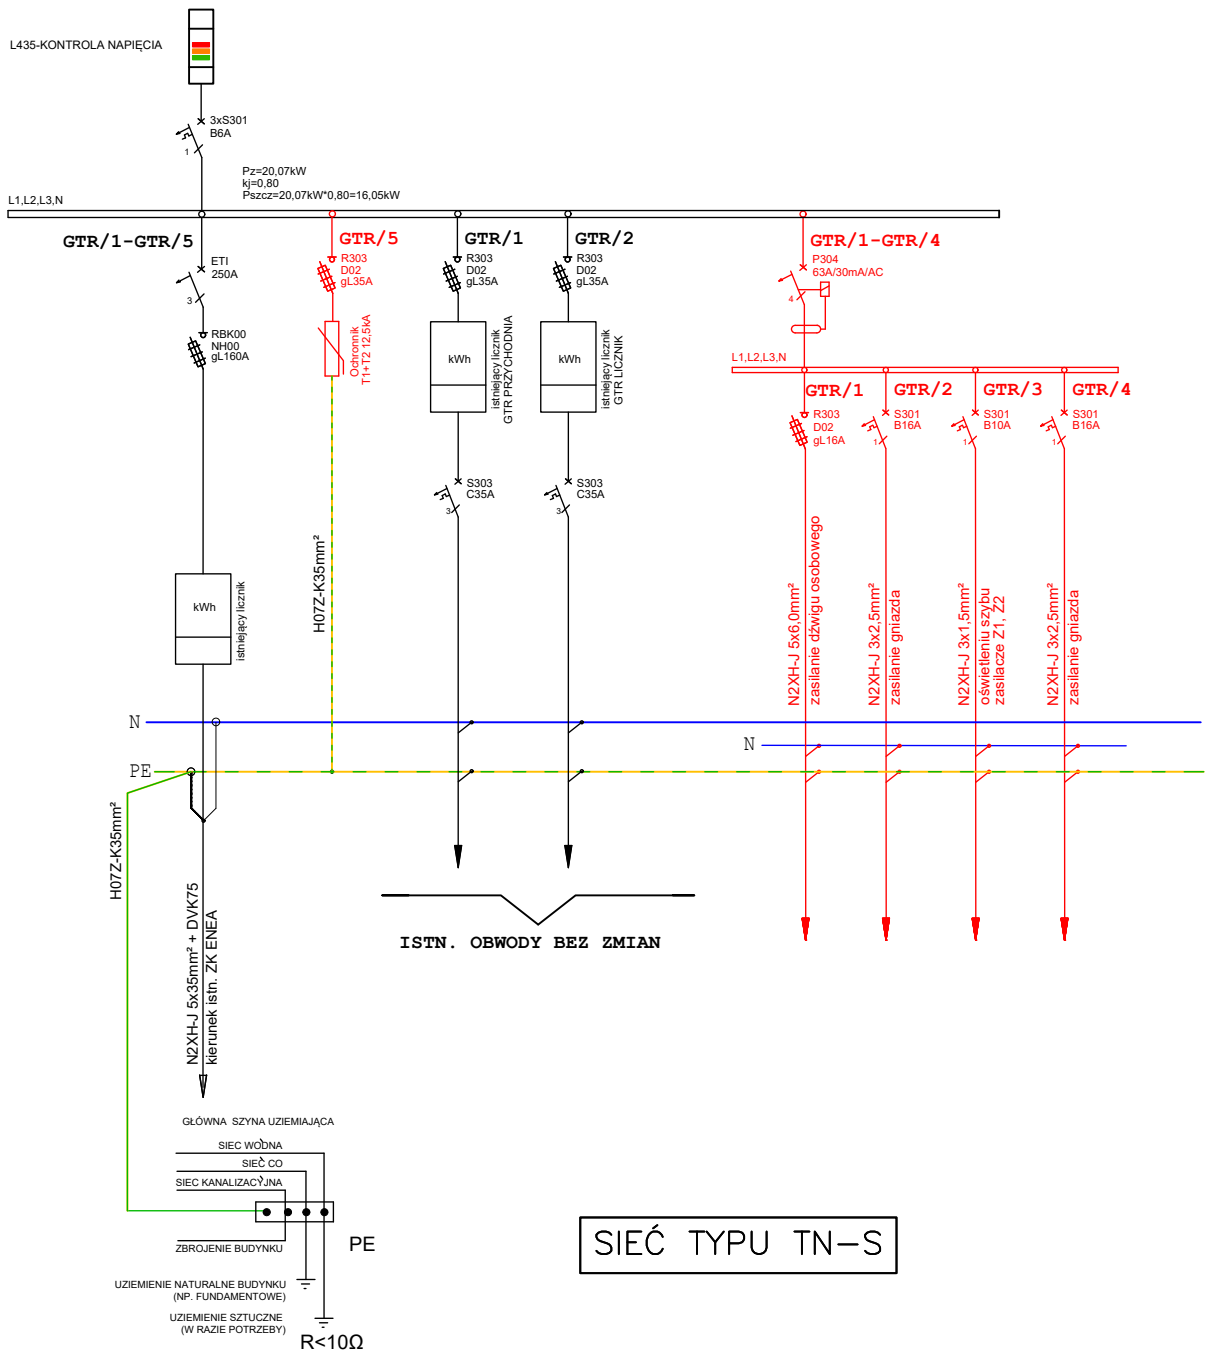 L435-KONTROLA NAPIĘCIA
3xS301
B6A
1
Pz=20,07kW
kj=0,80
Pszcz=20,07kW*0,80=16,05kW
L1,L2,L3,N
GTR/1-GTR/5
GTR/5
GTR/1
GTR/2
GTR/1-GTR/4
ETI
250A
3
R303
D02
gL35A
R303
D02
gL35A
R303
D02
gL35A
P304
63A/30mA/AC
4
RBK00
NH00
gL160A
Ochronnik
T1+T2 12,5kA
kWh
istniejący licznik
GTR PRZYCHODNIA
kWh
istniejący licznik
GTR LICZNIK
L1,L2,L3,N
GTR/1
GTR/2
GTR/3
GTR/4
R303
D02
gL16A
S301
B16A
1
S301
B10A
1
S301
B16A
1
S303
C35A
3
S303
C35A
3
H07Z-K35mm²
kWh
istniejący licznik
N2XH-J 5x6,0mm²
zasilanie dźwigu osobowego
N2XH-J 3x2,5mm²
zasilanie gniazda
N2XH-J 3x1,5mm²
oświetleniu szybu
zasilacze Z1, Z2
N2XH-J 3x2,5mm²
zasilanie gniazda
N
N
PE
H07Z-K35mm²
N2XH-J 5x35mm² + DVK75
kierunek istn. ZK ENEA
ISTN. OBWODY BEZ ZMIAN
GŁÓWNA SZYNA UZIEMIAJĄCA
SIEĆ WODNA
SIEĆ CO
SIEĆ KANALIZACYJNA
ZBROJENIE BUDYNKU
PE
UZIEMIENIE NATURALNE BUDYNKU
(NP. FUNDAMENTOWE)
UZIEMIENIE SZTUCZNE
(W RAZIE POTRZEBY)
R<10Ω
SIEĆ TYPU TN-S